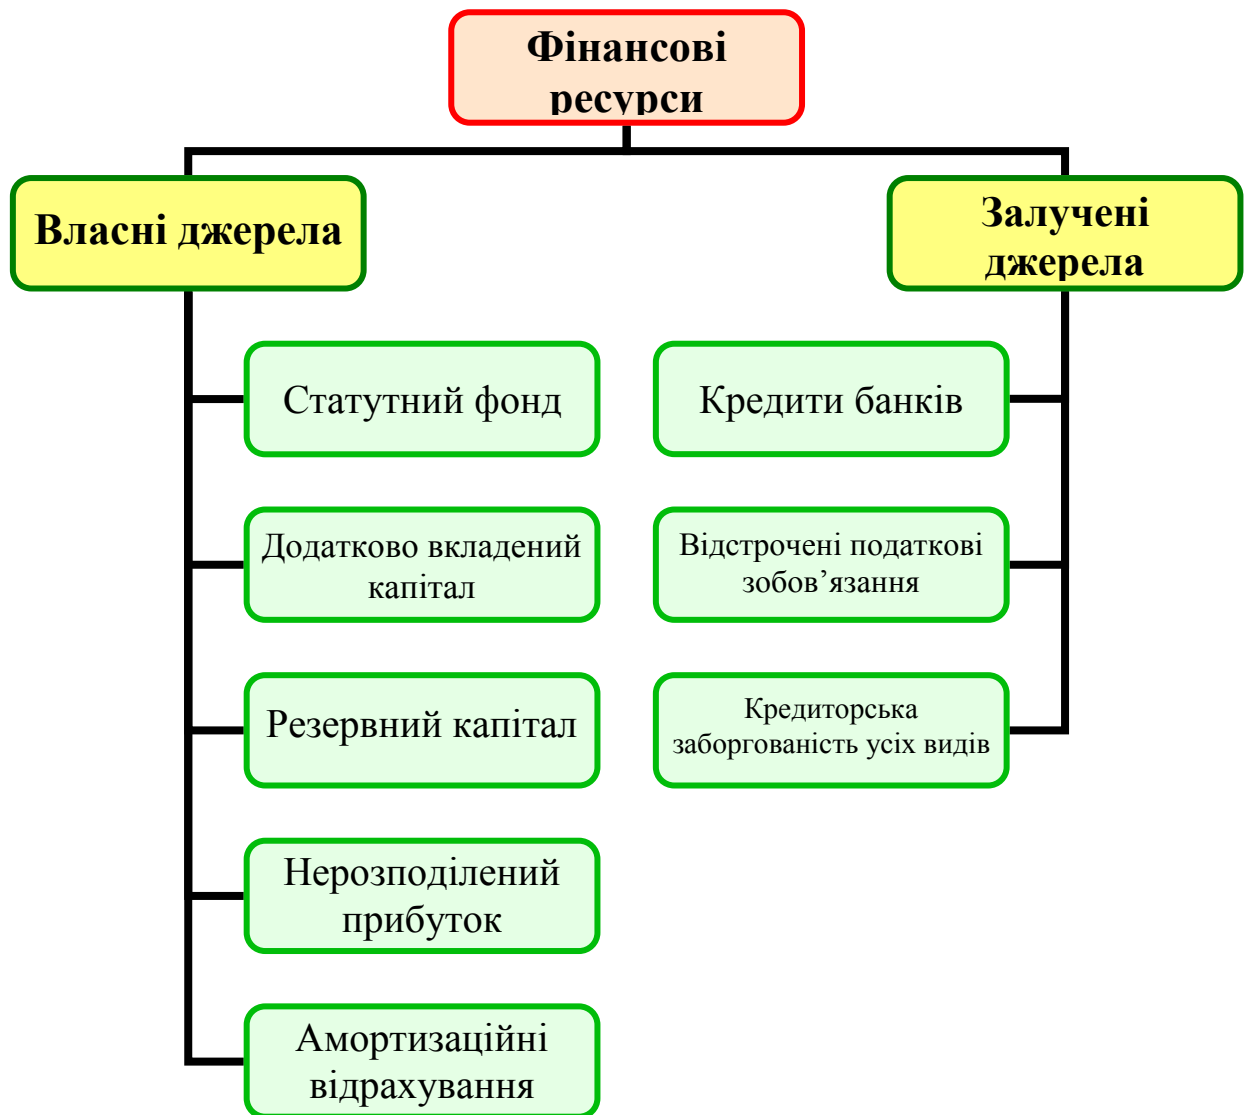 Фінансові
ресурси
Власні джерела
Залучені
джерела
Статутний фонд
Кредити банків
Додатково вкладений
капітал
Відстрочені податкові
зобов’язання
Резервний капітал
Кредиторська
заборгованість усіх видів
Нерозподілений
прибуток
Амортизаційні
відрахування